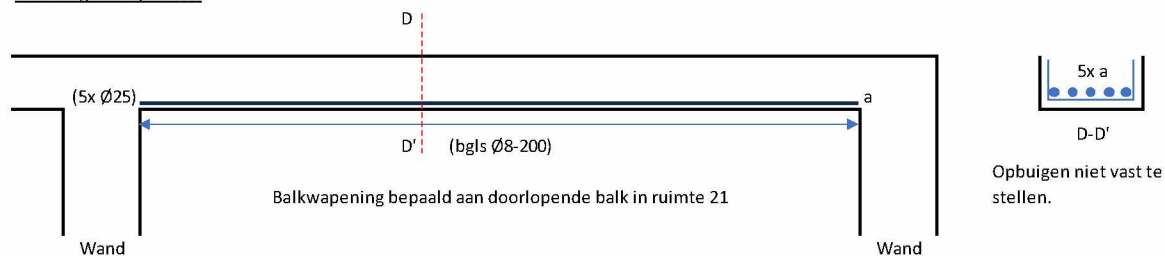 D
(5x Ø25)
a
D'
(bgls Ø8-200)
Balkwapening bepaald aan doorlopende balk in ruimte 21
Wand
Wand
5x a
D-D'
Opbuigen niet vast te
stellen.